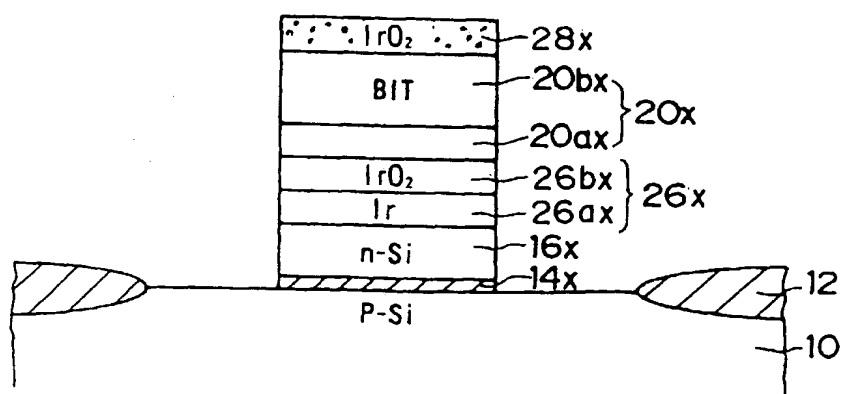 IrO₂ 28x
BIT 20bx
20x
20ax
IrO₂ 26bx
26x
Ir 26ax
n-Si 16x
14x
12
P-Si
10